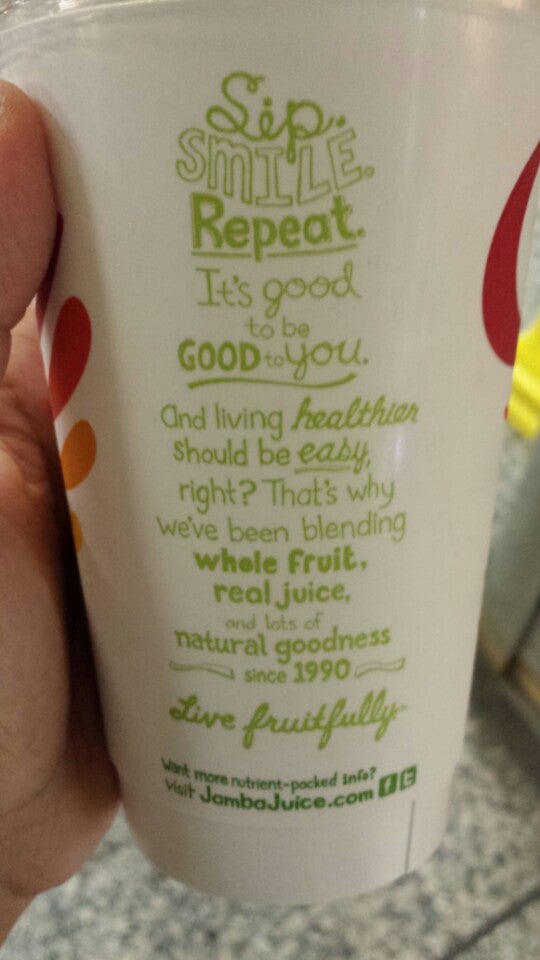 Sip.
SMILE.
Repeat.
It's good
to be
GOOD to you.
And living healthier
should be easy,
right? That's why
we've been blending
whole fruit,
real juice,
and lots of
natural goodness
since 1990
Live fruitfully™
Want more nutrient-packed info?
visit JambaJuice.com f t